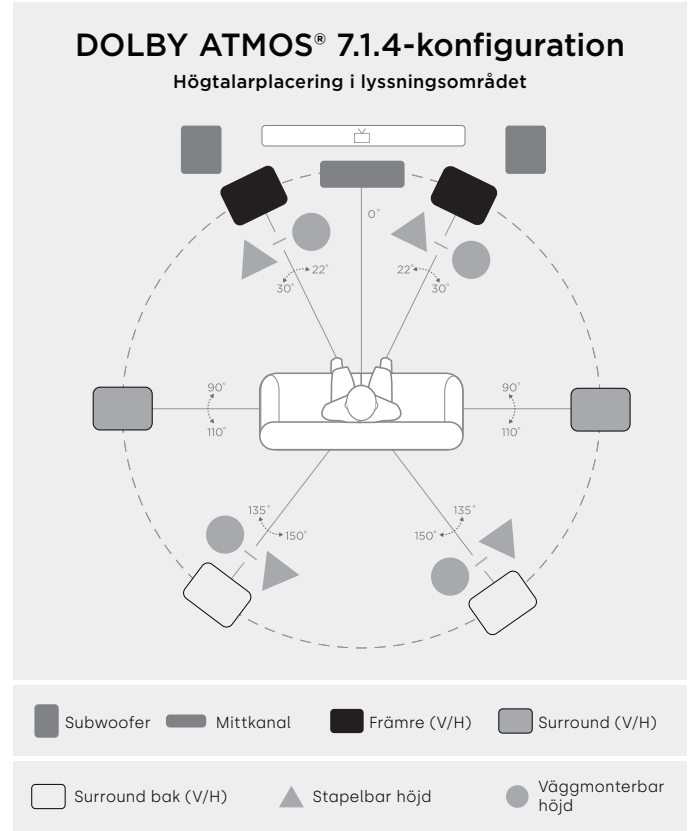 DOLBY ATMOS® 7.1.4-konfiguration
Högtalarplacering i lyssningsområdet
0°
22° 22°
30° 30°
90° 90°
110° 110°
135° 135°
150° 150°
Subwoofer Mittkanal Främre (V/H) Surround (V/H)
Surround bak (V/H) Stapelbar höjd Väggmonterbar
höjd